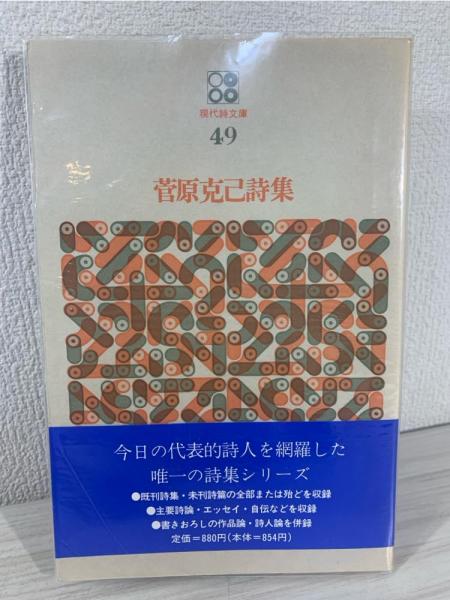 現代詩文庫
49
菅原克己詩集
今日の代表的詩人を網羅した
唯一の詩集シリーズ
●既刊詩集・未刊詩篇の全部または殆どを収録
●主要詩論・エッセイ・自伝などを収録
●書きおろしの作品論・詩人論を併録
定価=880円(本体=854円)